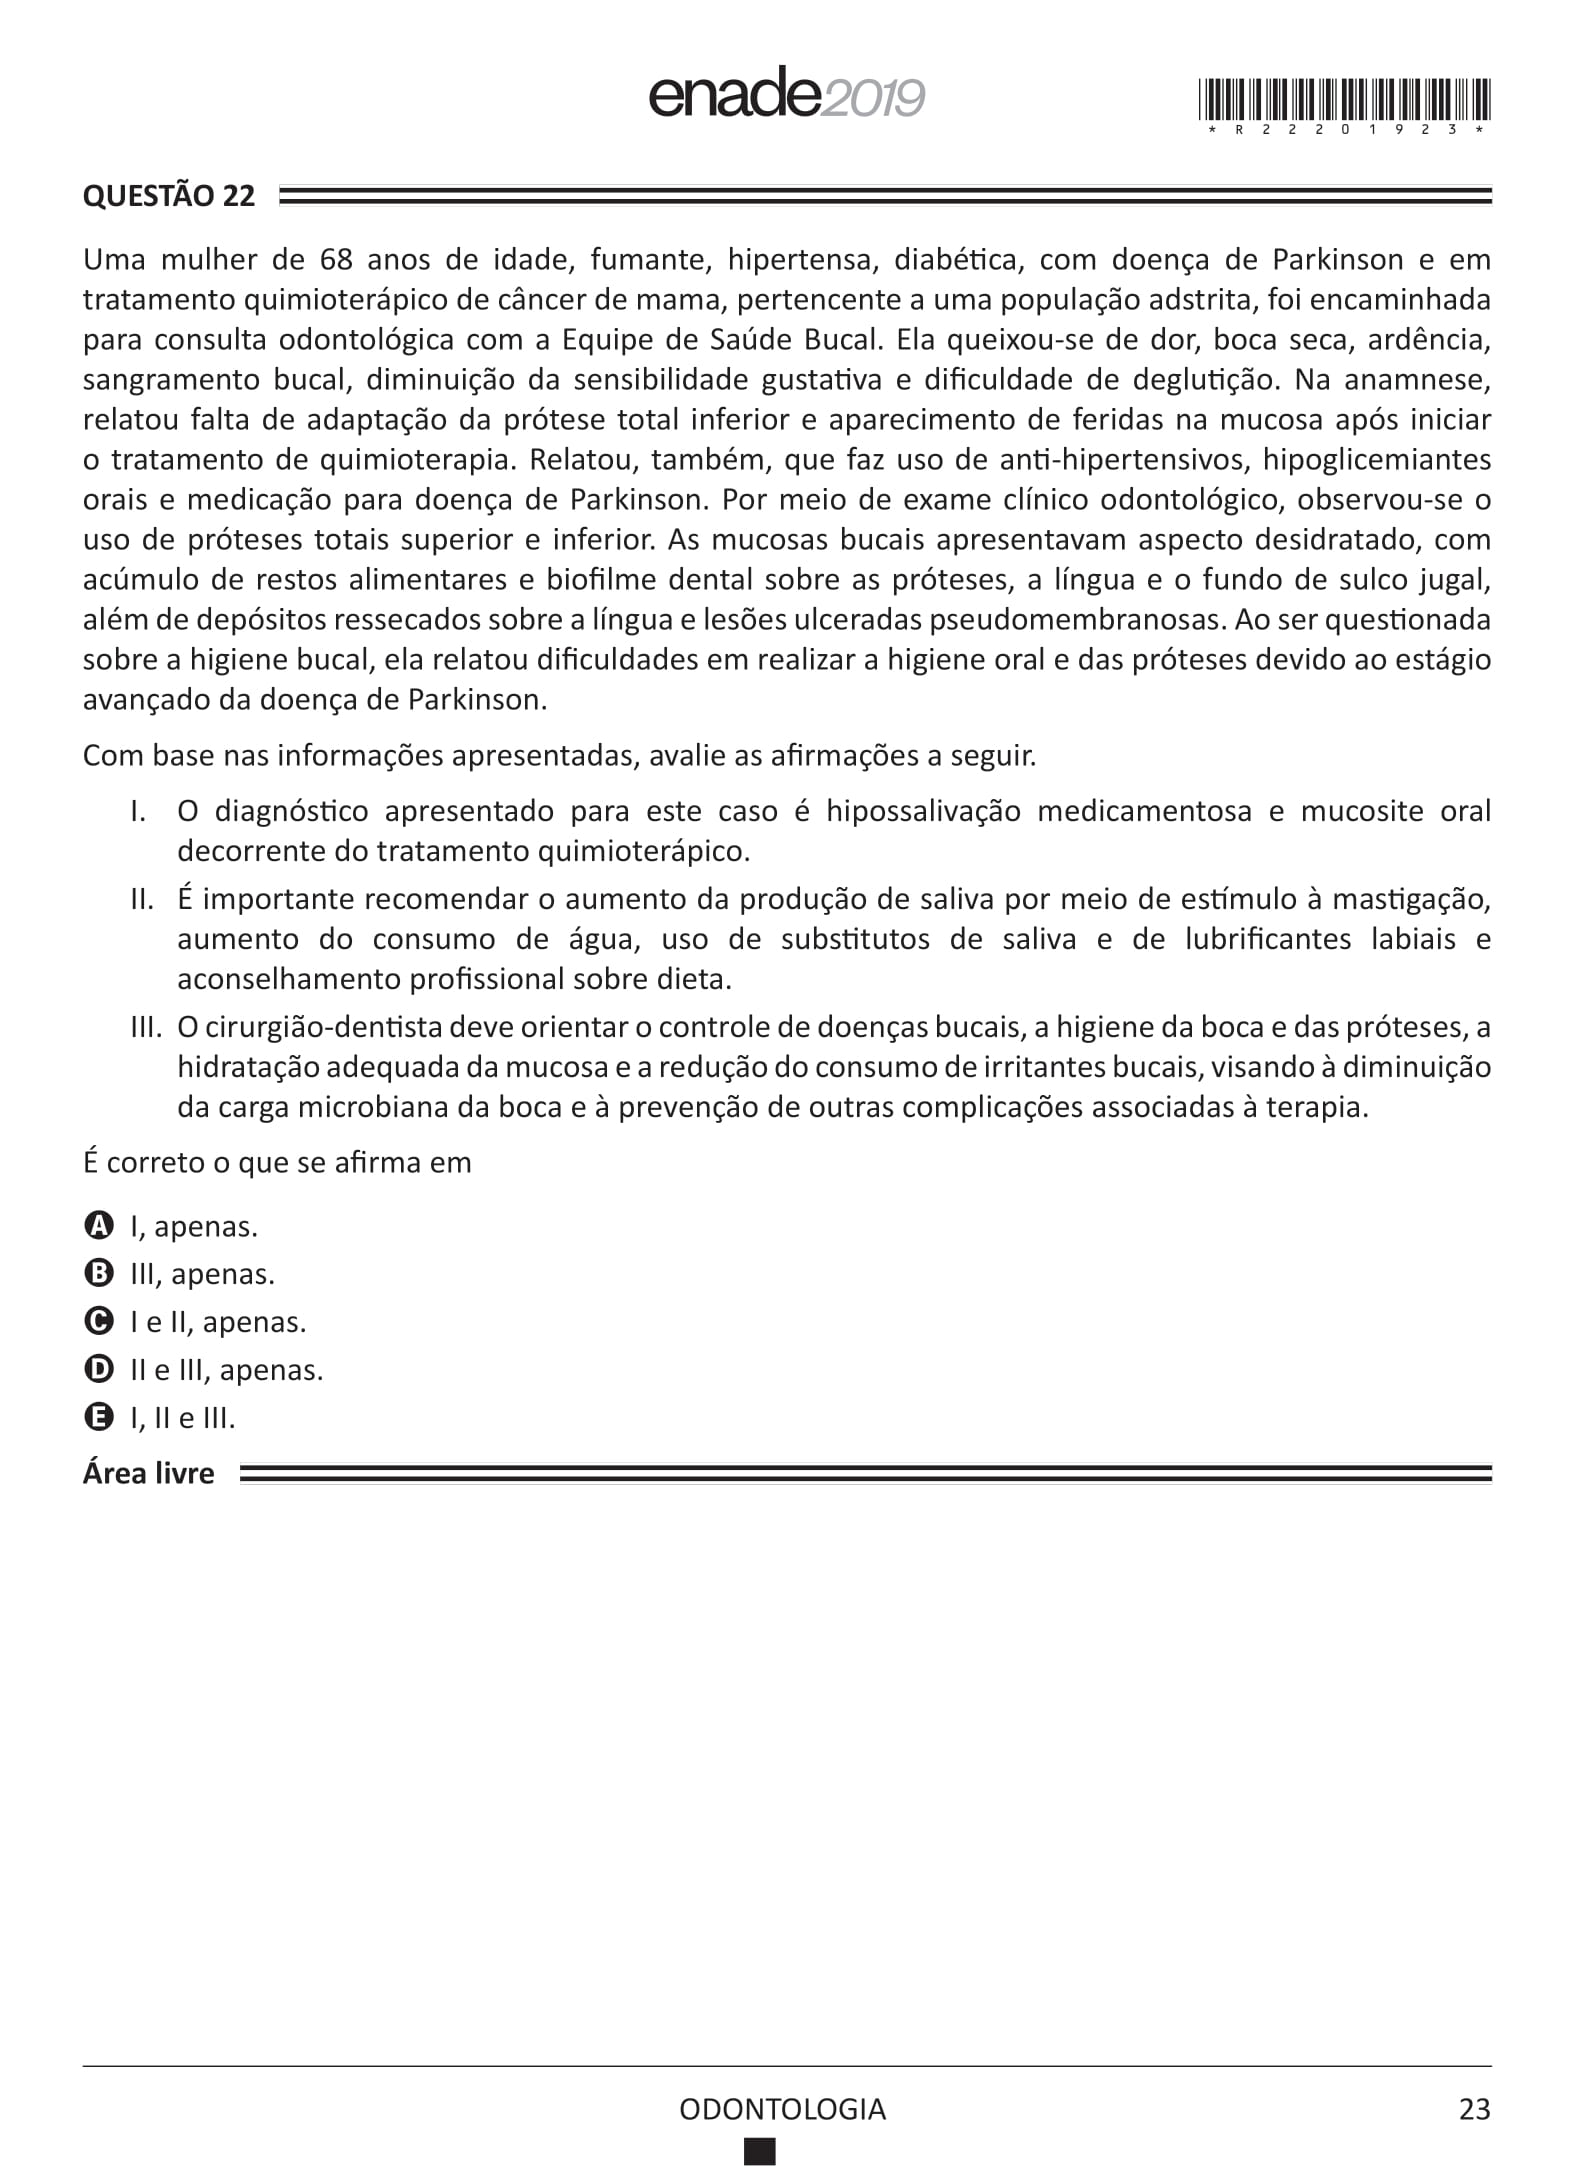 enade2019
* R 2 2 2 0 1 9 2 3 *
QUESTÃO 22
Uma mulher de 68 anos de idade, fumante, hipertensa, diabética, com doença de Parkinson e em
tratamento quimioterápico de câncer de mama, pertencente a uma população adstrita, foi encaminhada
para consulta odontológica com a Equipe de Saúde Bucal. Ela queixou-se de dor, boca seca, ardência,
sangramento bucal, diminuição da sensibilidade gustativa e dificuldade de deglutição. Na anamnese,
relatou falta de adaptação da prótese total inferior e aparecimento de feridas na mucosa após iniciar
o tratamento de quimioterapia. Relatou, também, que faz uso de anti-hipertensivos, hipoglicemiantes
orais e medicação para doença de Parkinson. Por meio de exame clínico odontológico, observou-se o
uso de próteses totais superior e inferior. As mucosas bucais apresentavam aspecto desidratado, com
acúmulo de restos alimentares e biofilme dental sobre as próteses, a língua e o fundo de sulco jugal,
além de depósitos ressecados sobre a língua e lesões ulceradas pseudomembranosas. Ao ser questionada
sobre a higiene bucal, ela relatou dificuldades em realizar a higiene oral e das próteses devido ao estágio
avançado da doença de Parkinson.
Com base nas informações apresentadas, avalie as afirmações a seguir.
I. O diagnóstico apresentado para este caso é hipossalivação medicamentosa e mucosite oral
decorrente do tratamento quimioterápico.
II. É importante recomendar o aumento da produção de saliva por meio de estímulo à mastigação,
aumento do consumo de água, uso de substitutos de saliva e de lubrificantes labiais e
aconselhamento profissional sobre dieta.
III. O cirurgião-dentista deve orientar o controle de doenças bucais, a higiene da boca e das próteses, a
hidratação adequada da mucosa e a redução do consumo de irritantes bucais, visando à diminuição
da carga microbiana da boca e à prevenção de outras complicações associadas à terapia.
É correto o que se afirma em
A I, apenas.
B III, apenas.
C I e II, apenas.
D II e III, apenas.
E I, II e III.
Área livre
ODONTOLOGIA
23